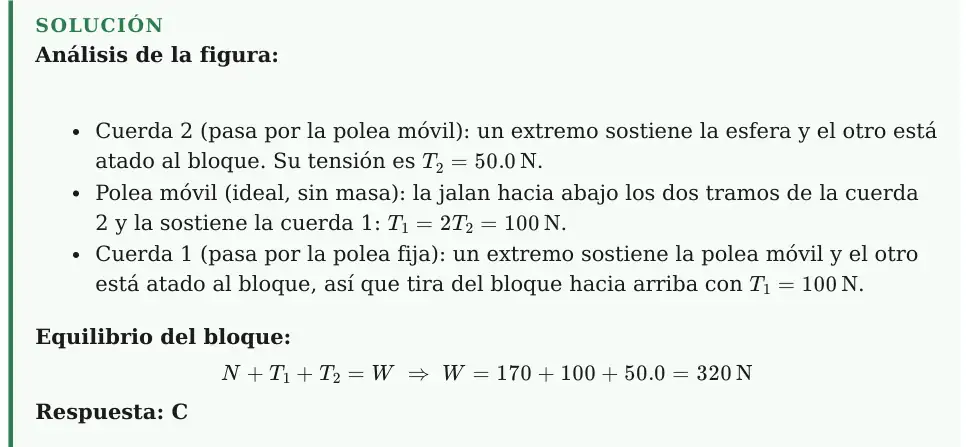 SOLUCIÓN
Análisis de la figura:
• Cuerda 2 (pasa por la polea móvil): un extremo sostiene la esfera y el otro está
atado al bloque. Su tensión es T₂ = 50.0 N.
• Polea móvil (ideal, sin masa): la jalan hacia abajo los dos tramos de la cuerda
2 y la sostiene la cuerda 1: T₁ = 2T₂ = 100 N.
• Cuerda 1 (pasa por la polea fija): un extremo sostiene la polea móvil y el otro
está atado al bloque, así que tira del bloque hacia arriba con T₁ = 100 N.
Equilibrio del bloque:
N + T₁ + T₂ = W ⇒ W = 170 + 100 + 50.0 = 320 N
Respuesta: C